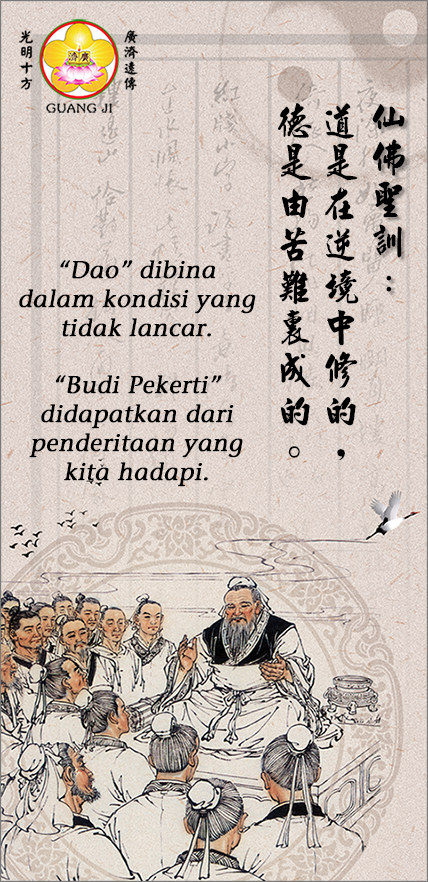 光明十方
廣濟遠傳
濟廣
GUANG JI
仙佛聖訓：
道是在逆境中修的，
德是由苦難裏成的。
“Dao” dibina
dalam kondisi yang
tidak lancar.
“Budi Pekerti”
didapatkan dari
penderitaan yang
kita hadapi.